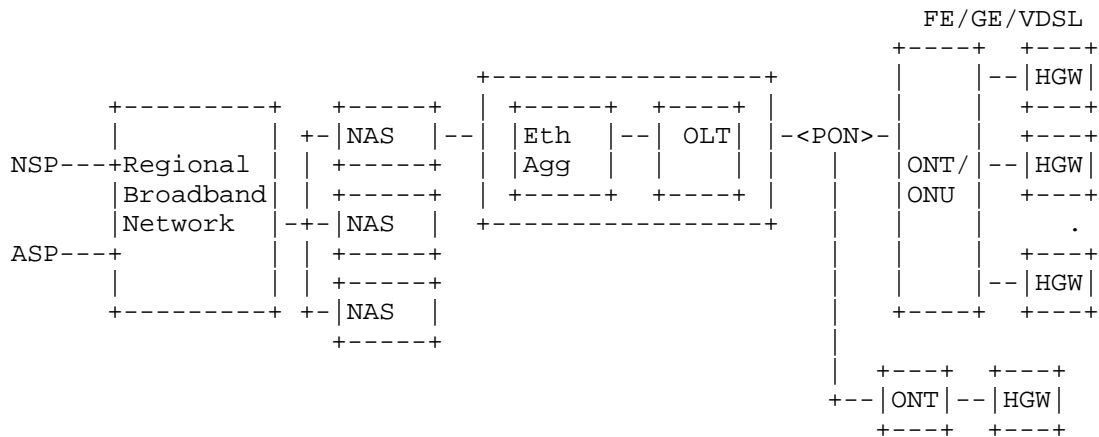 FE/GE/VDSL
HGW
NAS Eth OLT <PON> HGW
NSP Regional Agg ONT/ HGW
Broadband ONU
Network NAS .
ASP
HGW
NAS
ONT HGW